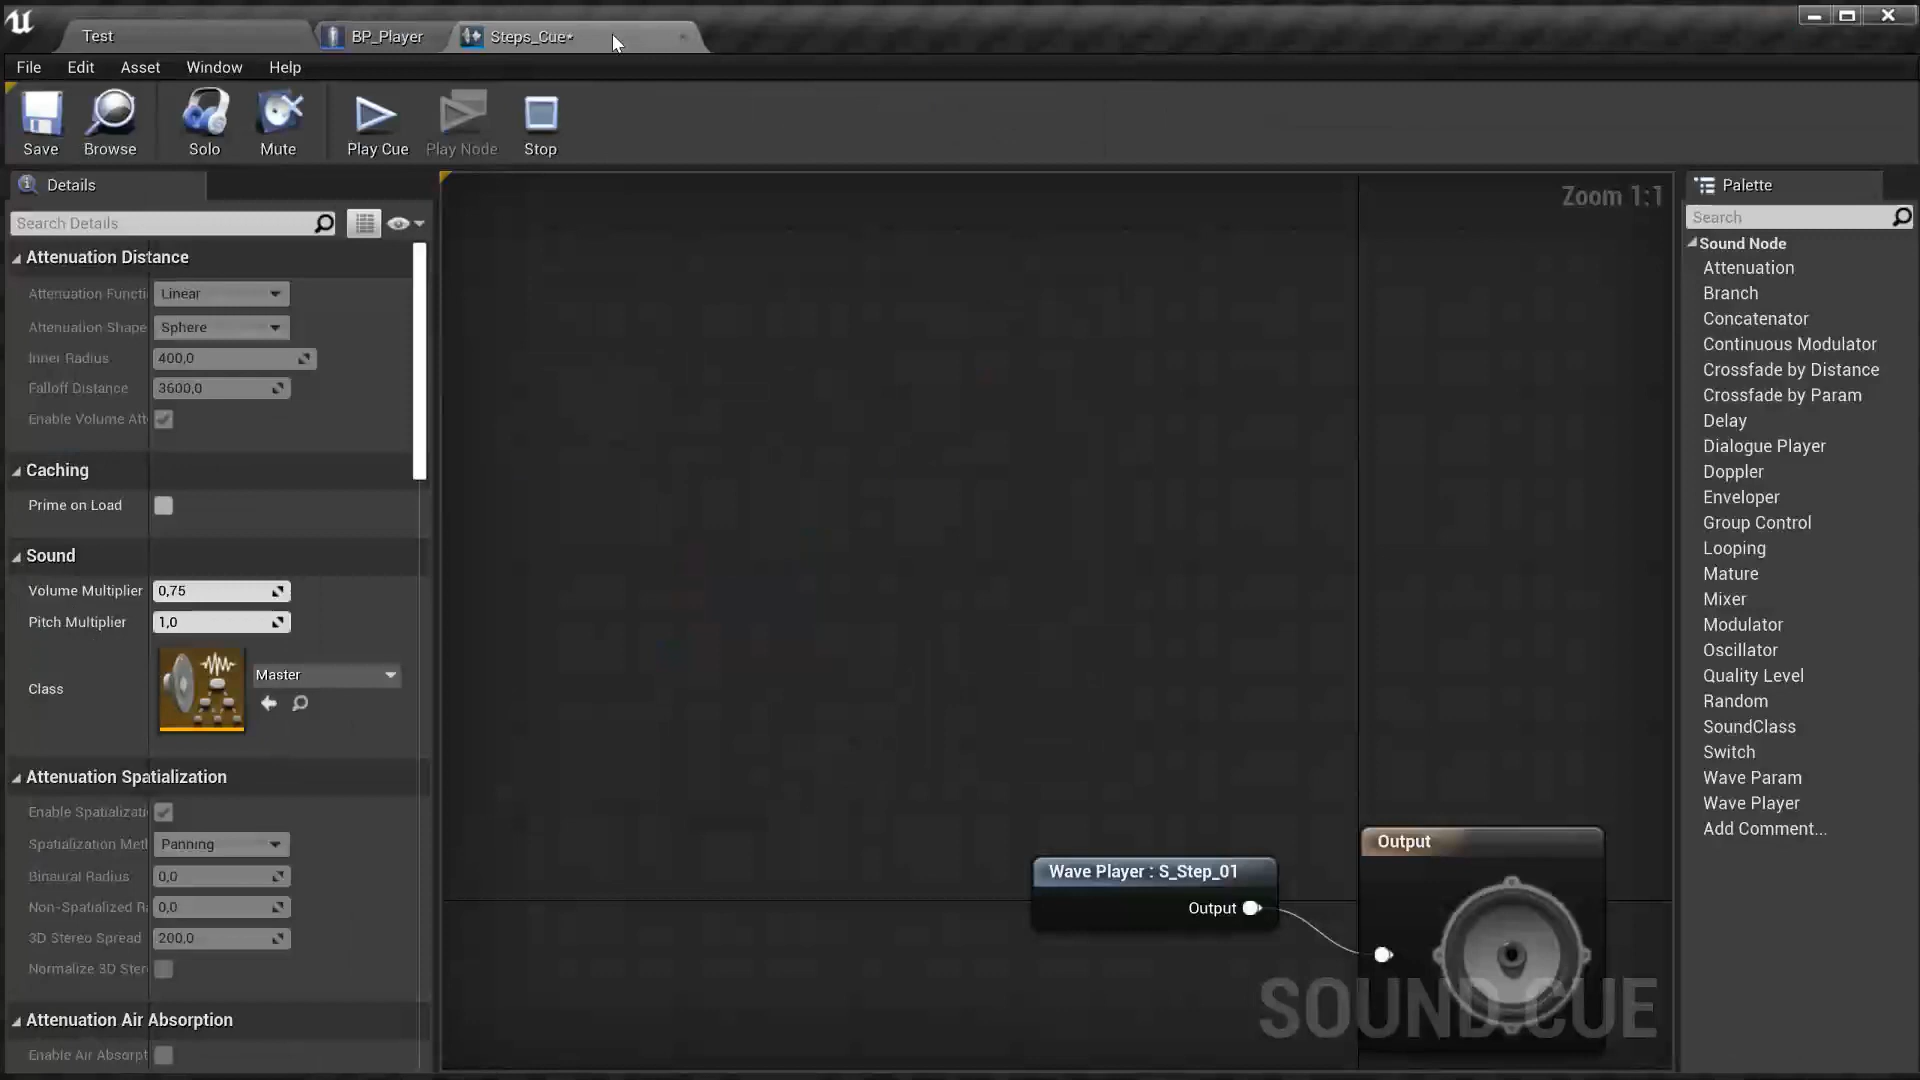 Test
BP_Player
Steps_Cue*
File
Edit
Asset
Window
Help
Save
Browse
Solo
Mute
Play Cue
Play Node
Stop
Details
Search Details
Attenuation Distance
Attenuation Functi
Linear
Attenuation Shape
Sphere
Inner Radius
400,0
Falloff Distance
3600,0
Enable Volume Att
Caching
Prime on Load
Sound
Volume Multiplier
0,75
Pitch Multiplier
1,0
Class
Master
Attenuation Spatialization
Enable Spatializati
Spatialization Met
Panning
Binaural Radius
0,0
Non-Spatialized R
0,0
3D Stereo Spread
200,0
Normalize 3D Ster
Attenuation Air Absorption
Enable Air Absorpt
Zoom 1:1
Wave Player : S_Step_01
Output
Output
SOUND CUE
Palette
Search
Sound Node
Attenuation
Branch
Concatenator
Continuous Modulator
Crossfade by Distance
Crossfade by Param
Delay
Dialogue Player
Doppler
Enveloper
Group Control
Looping
Mature
Mixer
Modulator
Oscillator
Quality Level
Random
SoundClass
Switch
Wave Param
Wave Player
Add Comment...